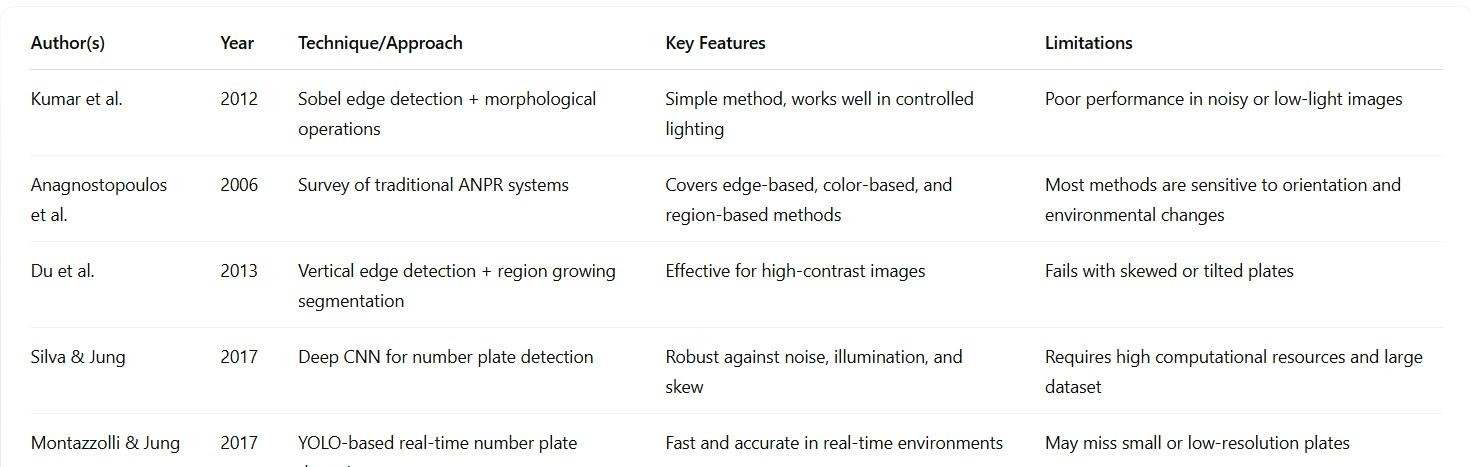 Author(s) Year Technique/Approach Key Features Limitations
Kumar et al. 2012 Sobel edge detection + morphological operations Simple method, works well in controlled lighting Poor performance in noisy or low-light images
Anagnostopoulos et al. 2006 Survey of traditional ANPR systems Covers edge-based, color-based, and region-based methods Most methods are sensitive to orientation and environmental changes
Du et al. 2013 Vertical edge detection + region growing segmentation Effective for high-contrast images Fails with skewed or tilted plates
Silva & Jung 2017 Deep CNN for number plate detection Robust against noise, illumination, and skew Requires high computational resources and large dataset
Montazzolli & Jung 2017 YOLO-based real-time number plate Fast and accurate in real-time environments May miss small or low-resolution plates